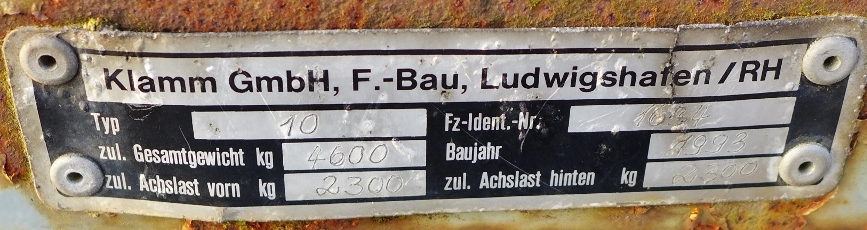 Klamm GmbH, F.-Bau, Ludwigshafen/RH
Typ 10 Fz-Ident.-Nr.
zul. Gesamtgewicht kg 4600 Baujahr 1993
zul. Achslast vorn kg 2300 zul. Achslast hinten kg 2300